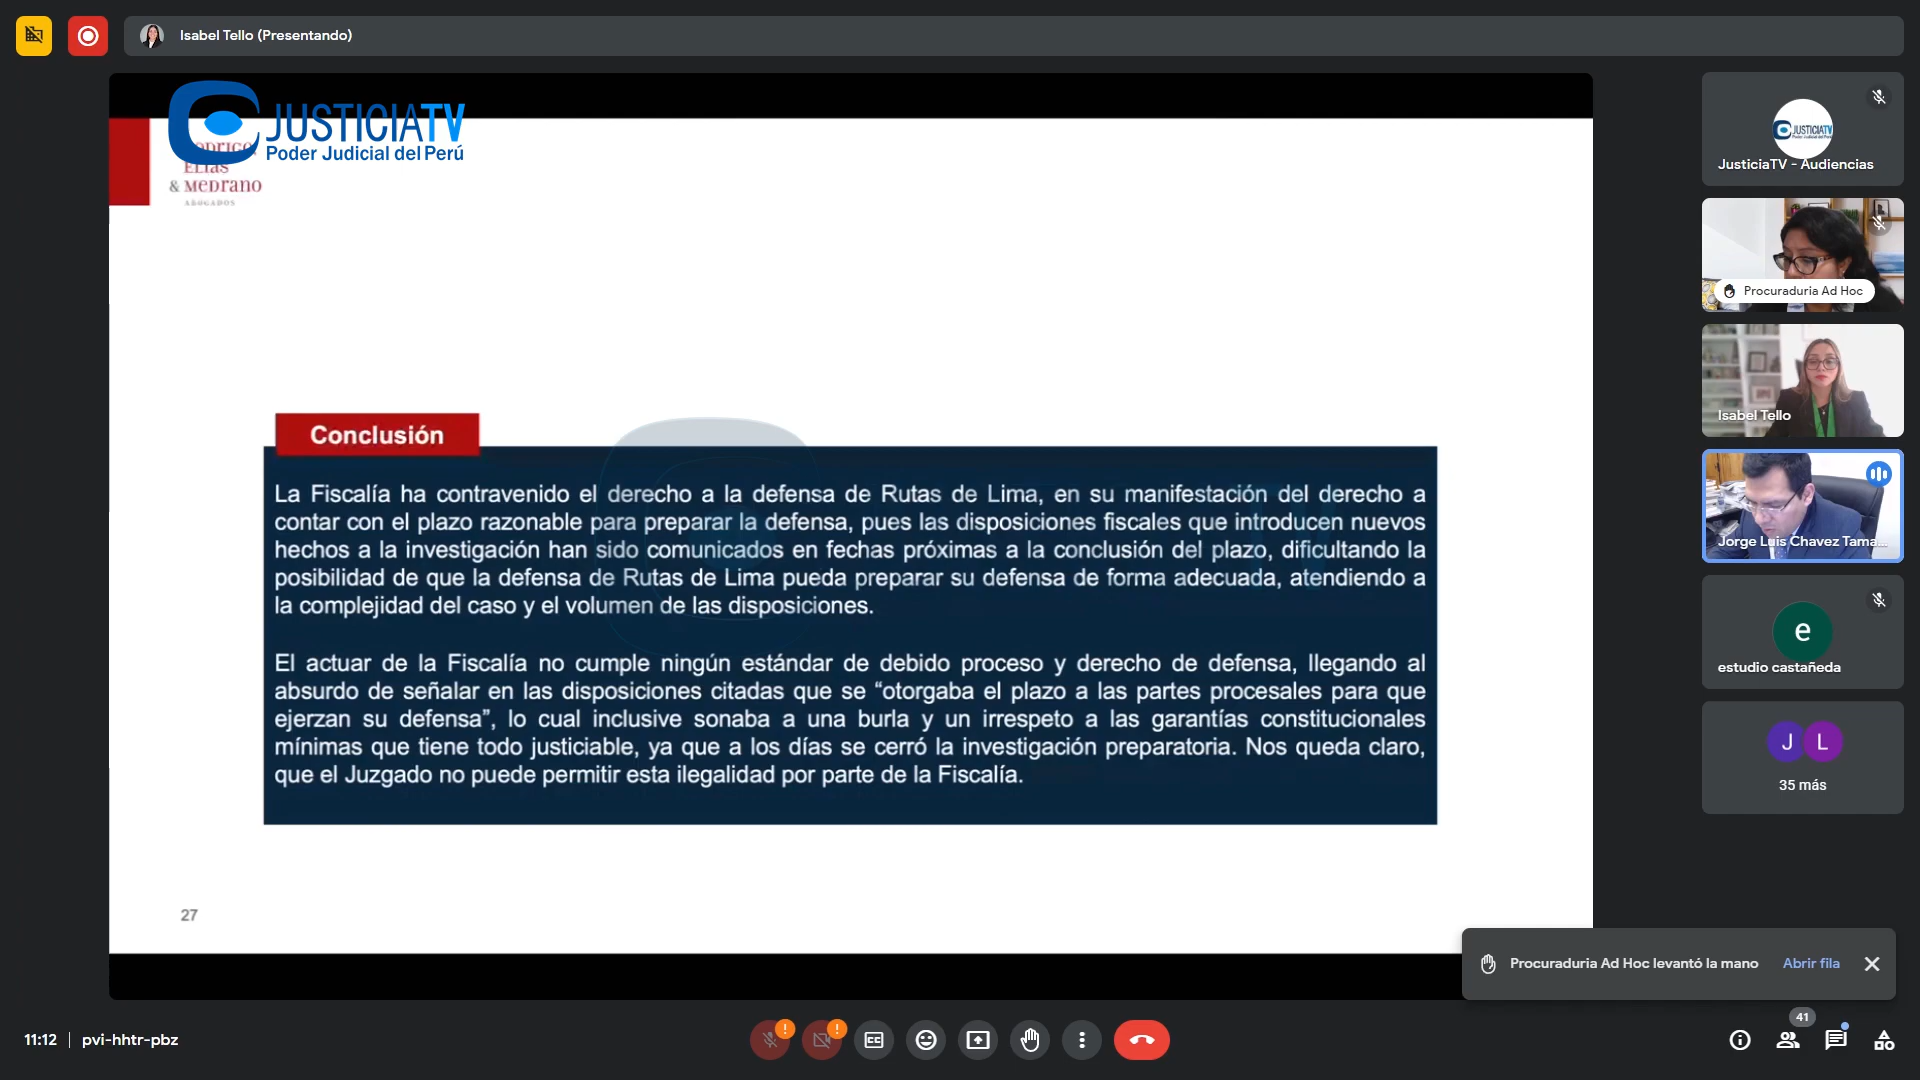 Isabel Tello (Presentando)
JUSTICIATV
Poder Judicial del Perú
& Medrano
ABOGADOS
Conclusión
La Fiscalía ha contravenido el derecho a la defensa de Rutas de Lima, en su manifestación del derecho a
contar con el plazo razonable para preparar la defensa, pues las disposiciones fiscales que introducen nuevos
hechos a la investigación han sido comunicados en fechas próximas a la conclusión del plazo, dificultando la
posibilidad de que la defensa de Rutas de Lima pueda preparar su defensa de forma adecuada, atendiendo a
la complejidad del caso y el volumen de las disposiciones.
El actuar de la Fiscalía no cumple ningún estándar de debido proceso y derecho de defensa, llegando al
absurdo de señalar en las disposiciones citadas que se “otorgaba el plazo a las partes procesales para que
ejerzan su defensa”, lo cual inclusive sonaba a una burla y un irrespeto a las garantías constitucionales
mínimas que tiene todo justiciable, ya que a los días se cerró la investigación preparatoria. Nos queda claro,
que el Juzgado no puede permitir esta ilegalidad por parte de la Fiscalía.
27
JUSTICIATV
JusticiaTV - Audiencias
Procuraduria Ad Hoc
Isabel Tello
Jorge Luis Chavez Tama...
e
estudio castañeda
J L
35 más
Procuraduria Ad Hoc levantó la mano Abrir fila
11:12 | pvi-hhtr-pbz
41